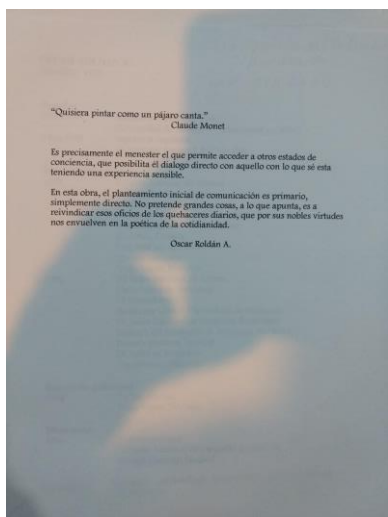 “Quisiera pintar como un pájaro canta.”
Claude Monet
Es precisamente el menester el que permite acceder a otros estados de
conciencia, que posibilita el dialogo directo con aquello con lo que sé esta
teniendo una experiencia sensible.
En esta obra, el planteamiento inicial de comunicación es primario,
simplemente directo. No pretende grandes cosas, a lo que apunta, es a
reivindicar esos oficios de los quehaceres diarios, que por sus nobles virtudes
nos envuelven en la poética de la cotidianidad.
Oscar Roldán A.